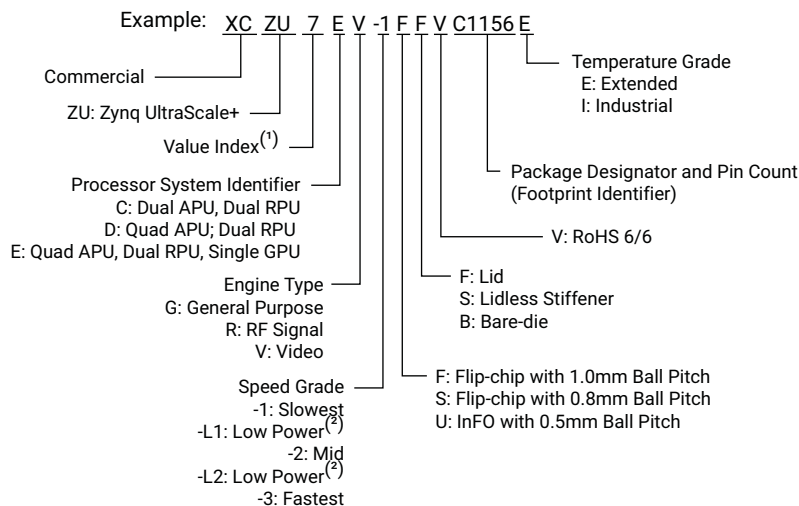 Example: XC ZU 7 E V -1 F F V C1156 E
Commercial
ZU: Zynq UltraScale+
Value Index(1)
Processor System Identifier
C: Dual APU, Dual RPU
D: Quad APU; Dual RPU
E: Quad APU, Dual RPU, Single GPU
Engine Type
G: General Purpose
R: RF Signal
V: Video
Speed Grade
-1: Slowest
-L1: Low Power(2)
-2: Mid
-L2: Low Power(2)
-3: Fastest
Temperature Grade
E: Extended
I: Industrial
Package Designator and Pin Count
(Footprint Identifier)
V: RoHS 6/6
F: Lid
S: Lidless Stiffener
B: Bare-die
F: Flip-chip with 1.0mm Ball Pitch
S: Flip-chip with 0.8mm Ball Pitch
U: InFO with 0.5mm Ball Pitch